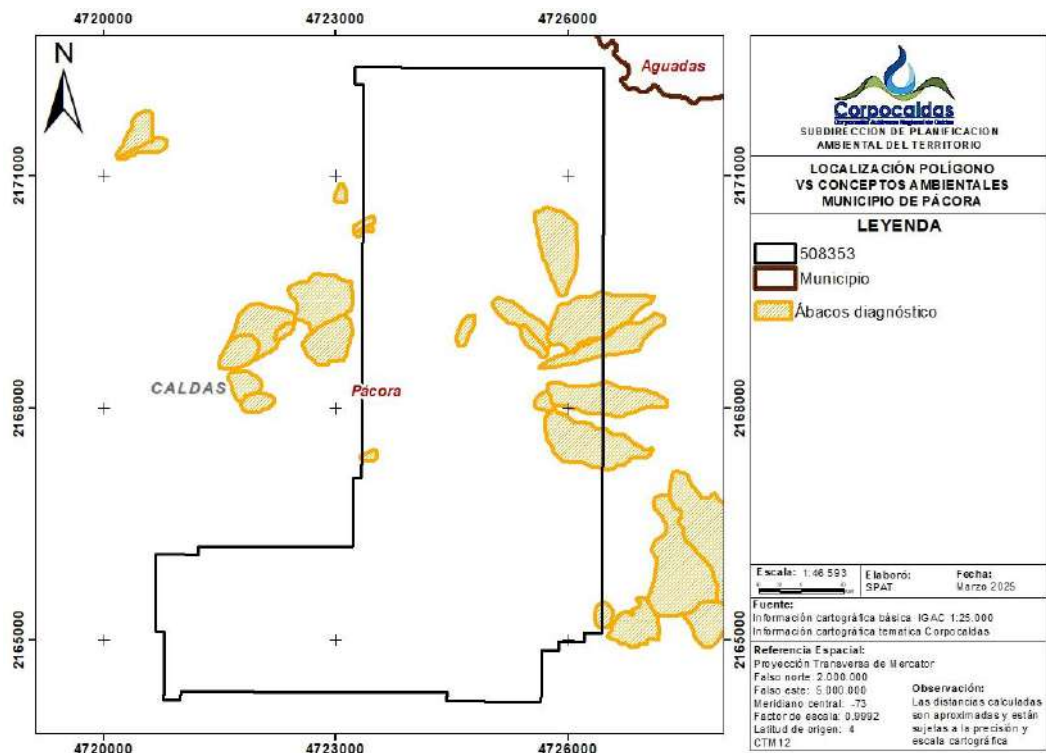 4720000
4723000
4726000
N
Aguadas
2171000
2171000
CALDAS
Pácora
2168000
2168000
2165000
2165000
4720000
4723000
4726000
Corpocaldas
Corporación Autónoma Regional de Caldas
SUBDIRECCIÓN DE PLANIFICACIÓN
AMBIENTAL DEL TERRITORIO
LOCALIZACIÓN POLÍGONO
VS CONCEPTOS AMBIENTALES
MUNICIPIO DE PÁCORA
LEYENDA
508353
Municipio
Ábacos diagnóstico
Escala: 1:46.593
Elaboró:
SPAT
Fecha:
Marzo 2025
Fuente:
Información cartográfica básica IGAC 1:25.000
Información cartográfica temática Corpocaldas
Referencia Espacial:
Proyección Transversa de Mercator
Falso norte: 2.000.000
Falso este: 5.000.000
Meridiano central: -73
Factor de escala: 0.9992
Latitud de origen: 4
CTM12
Observación:
Las distancias calculadas
son aproximadas y están
sujetas a la precisión y
escala cartográfica